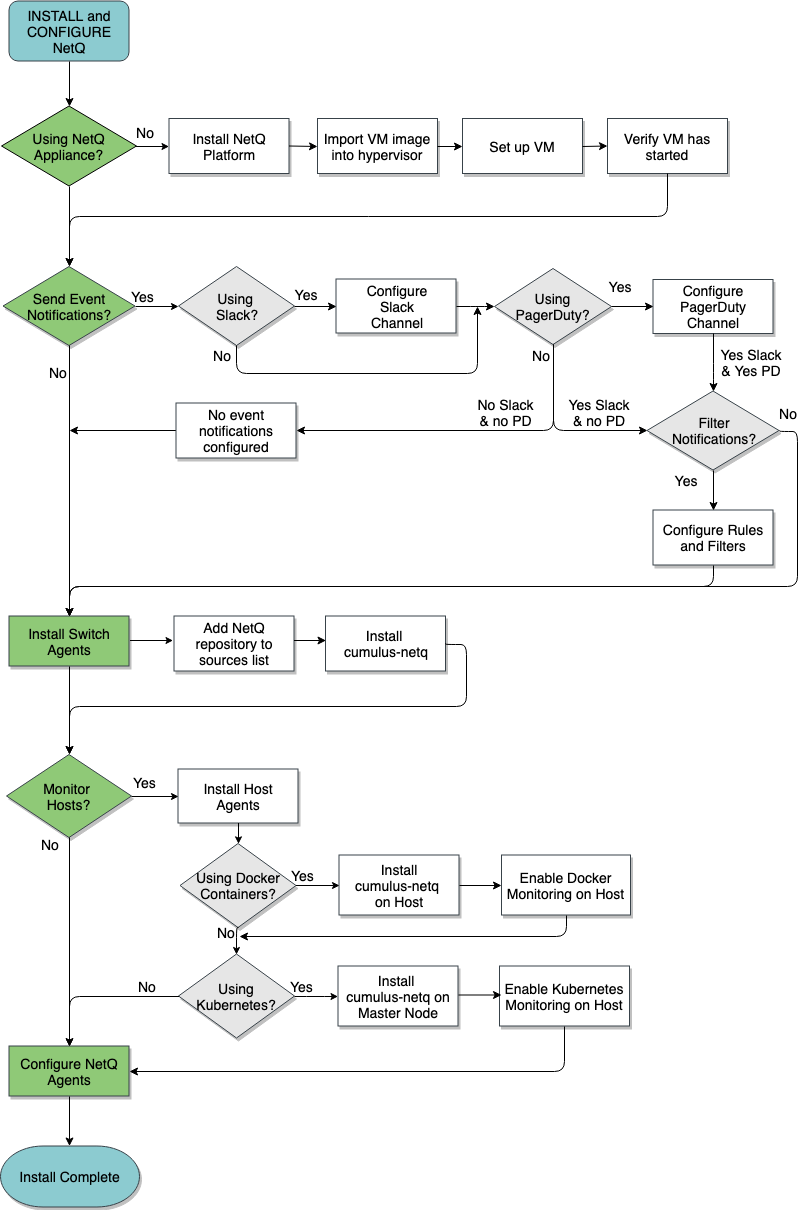 INSTALL and
CONFIGURE
NetQ
Using NetQ
Appliance?
No
Install NetQ
Platform
Import VM image
into hypervisor
Set up VM
Verify VM has
started
Send Event
Notifications?
Yes
No
Using
Slack?
Yes
No
Configure
Slack
Channel
Using
PagerDuty?
Yes
No
Configure
PagerDuty
Channel
Yes Slack
& Yes PD
No Slack
& no PD
Yes Slack
& no PD
No event
notifications
configured
Filter
Notifications?
No
Yes
Configure Rules
and Filters
Install Switch
Agents
Add NetQ
repository to
sources list
Install
cumulus-netq
Monitor
Hosts?
Yes
No
Install Host
Agents
Using Docker
Containers?
Yes
No
Install
cumulus-netq
on Host
Enable Docker
Monitoring on Host
Using
Kubernetes?
No
Yes
Install
cumulus-netq on
Master Node
Enable Kubernetes
Monitoring on Host
Configure NetQ
Agents
Install Complete